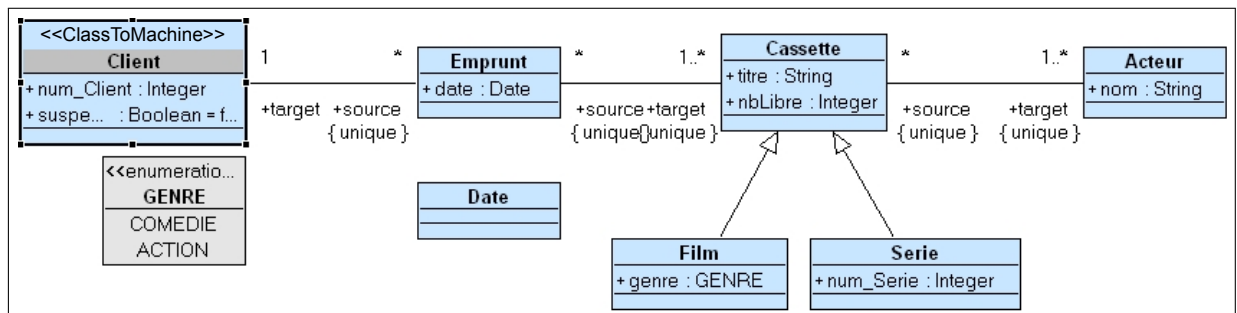 <<ClassToMachine>>
Client
+ num_Client : Integer
+ suspe... : Boolean = f...
1
*
+target
+source
{ unique }
Emprunt
+ date : Date
*
1..*
+source+target
{ unique{}unique }
Cassette
+ titre : String
+ nbLibre : Integer
*
1..*
+source
{ unique }
+target
{ unique }
Acteur
+ nom : String
<<enumeratio...
GENRE
COMEDIE
ACTION
Date
Film
+ genre : GENRE
Serie
+ num_Serie : Integer